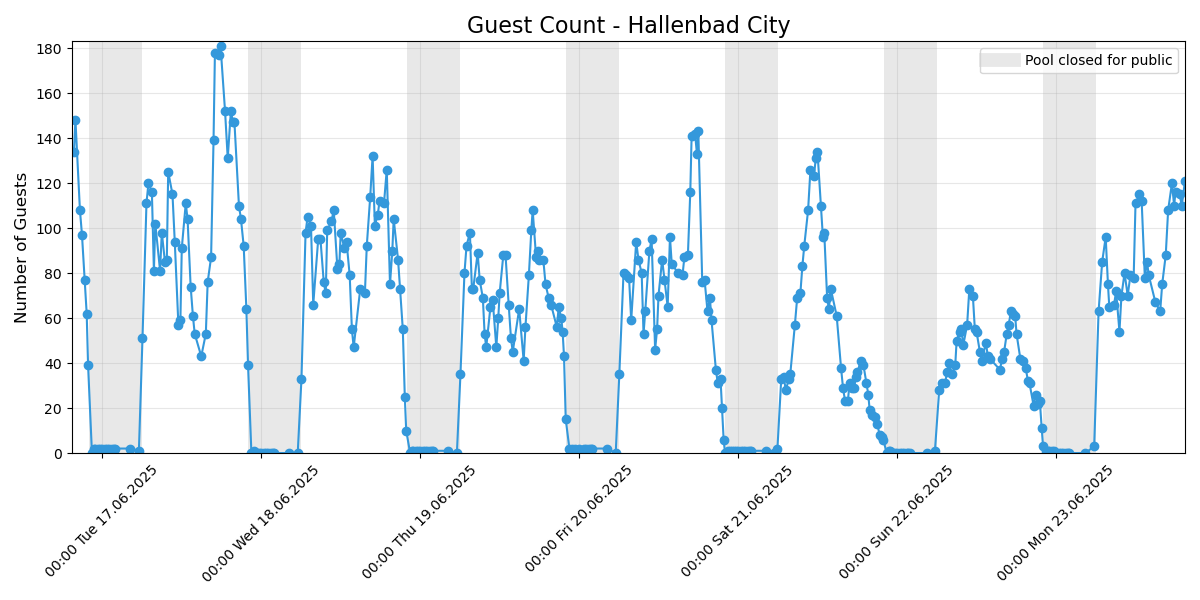 Guest Count - Hallenbad City
Pool closed for public
Number of Guests
180
160
140
120
100
80
60
40
20
0
00:00 Tue 17.06.2025
00:00 Wed 18.06.2025
00:00 Thu 19.06.2025
00:00 Fri 20.06.2025
00:00 Sat 21.06.2025
00:00 Sun 22.06.2025
00:00 Mon 23.06.2025